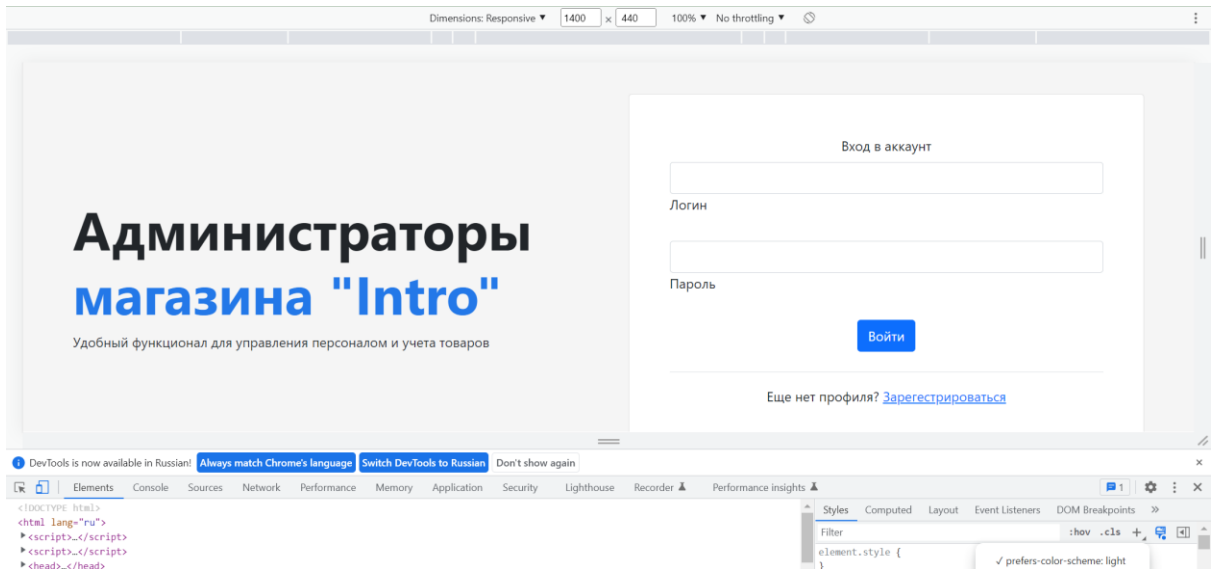 Dimensions: Responsive ▼ 1400 × 440 100% ▼ No throttling ▼
Вход в аккаунт
Логин
Пароль
Войти
Еще нет профиля? Зарегестрироваться
Администраторы
магазина "Intro"
Удобный функционал для управления персоналом и учета товаров
DevTools is now available in Russian! Always match Chrome's language Switch DevTools to Russian Don't show again
Elements Console Sources Network Performance Memory Application Security Lighthouse Recorder Performance insights 1
<!DOCTYPE html>
<html lang="ru">
<script>…</script>
<script>…</script>
<head>…</head>
Styles Computed Layout Event Listeners DOM Breakpoints »
Filter :hov .cls +
element.style {
}
✓ prefers-color-scheme: light